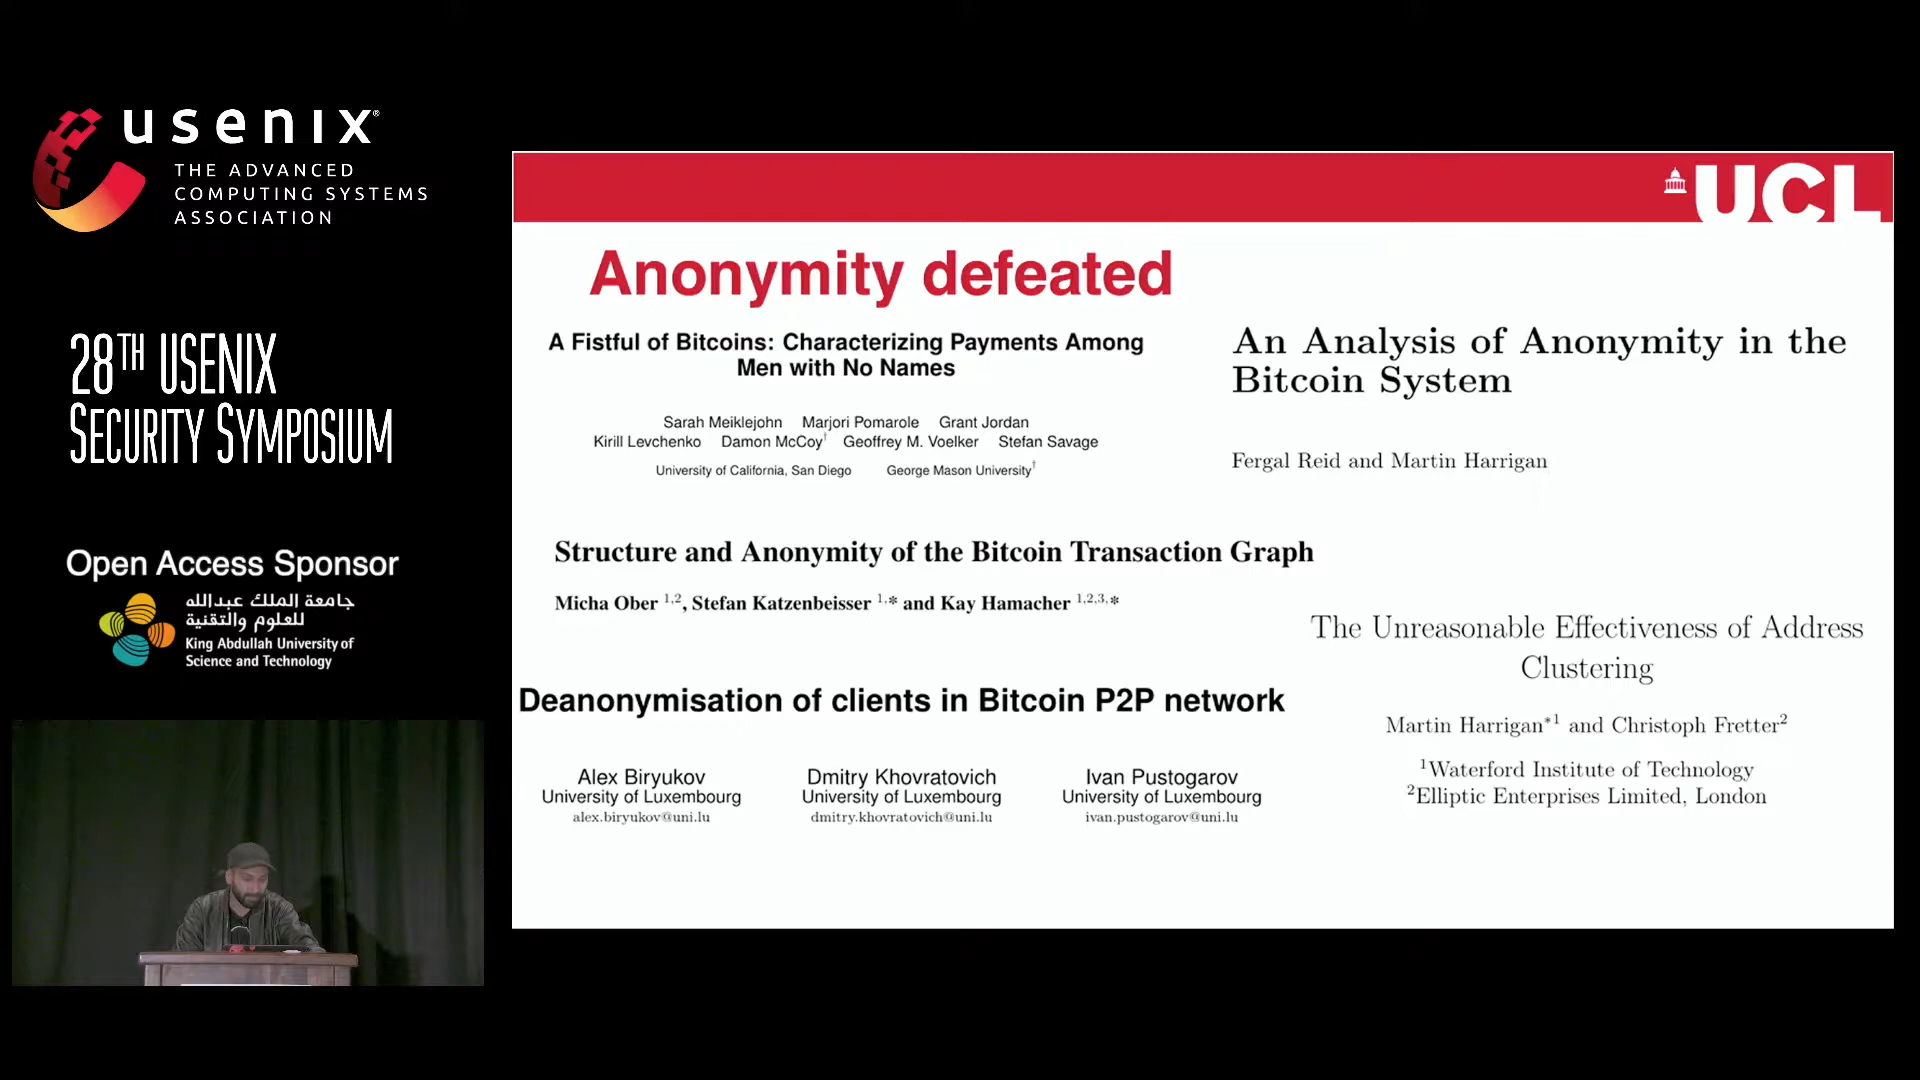 usenix®
THE ADVANCED
COMPUTING SYSTEMS
ASSOCIATION
28TH USENIX
SECURITY SYMPOSIUM
Open Access Sponsor
جامعة الملك عبدالله
للعلوم والتقنية
King Abdullah University of
Science and Technology
UCL
Anonymity defeated
A Fistful of Bitcoins: Characterizing Payments Among
Men with No Names
Sarah Meiklejohn Marjori Pomarole Grant Jordan
Kirill Levchenko Damon McCoy† Geoffrey M. Voelker Stefan Savage
University of California, San Diego George Mason University†
An Analysis of Anonymity in the
Bitcoin System
Fergal Reid and Martin Harrigan
Structure and Anonymity of the Bitcoin Transaction Graph
Micha Ober 1,2, Stefan Katzenbeisser 1,* and Kay Hamacher 1,2,3,*
The Unreasonable Effectiveness of Address
Clustering
Martin Harrigan*1 and Christoph Fretter2
1Waterford Institute of Technology
2Elliptic Enterprises Limited, London
Deanonymisation of clients in Bitcoin P2P network
Alex Biryukov
University of Luxembourg
alex.biryukov@uni.lu
Dmitry Khovratovich
University of Luxembourg
dmitry.khovratovich@uni.lu
Ivan Pustogarov
University of Luxembourg
ivan.pustogarov@uni.lu